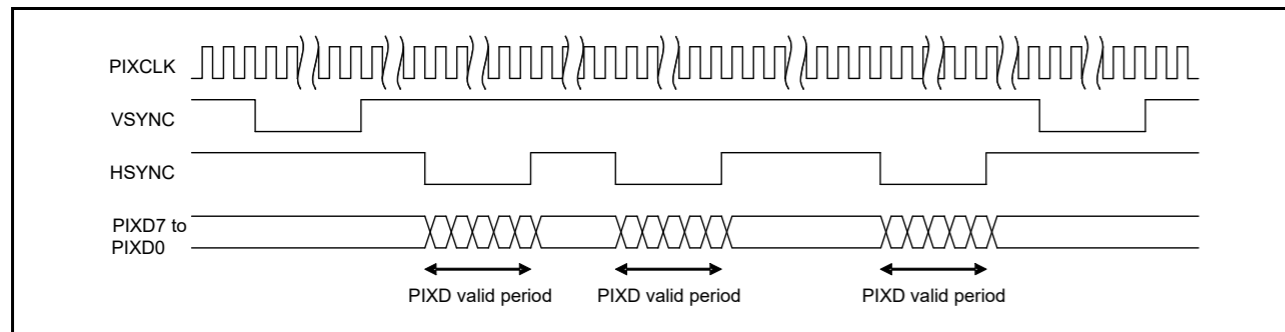 PIXCLK
VSYNC
HSYNC
PIXD7 to
PIXD0
PIXD valid period
PIXD valid period
PIXD valid period